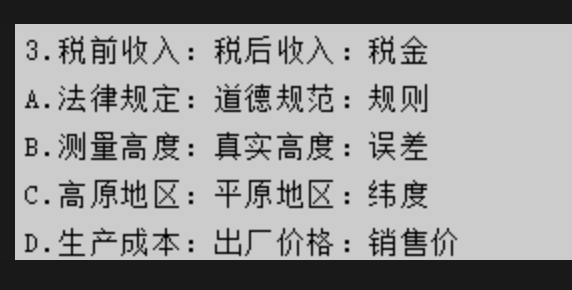 3.税前收入：税后收入：税金
A.法律规定：道德规范：规则
B.测量高度：真实高度：误差
C.高原地区：平原地区：纬度
D.生产成本：出厂价格：销售价